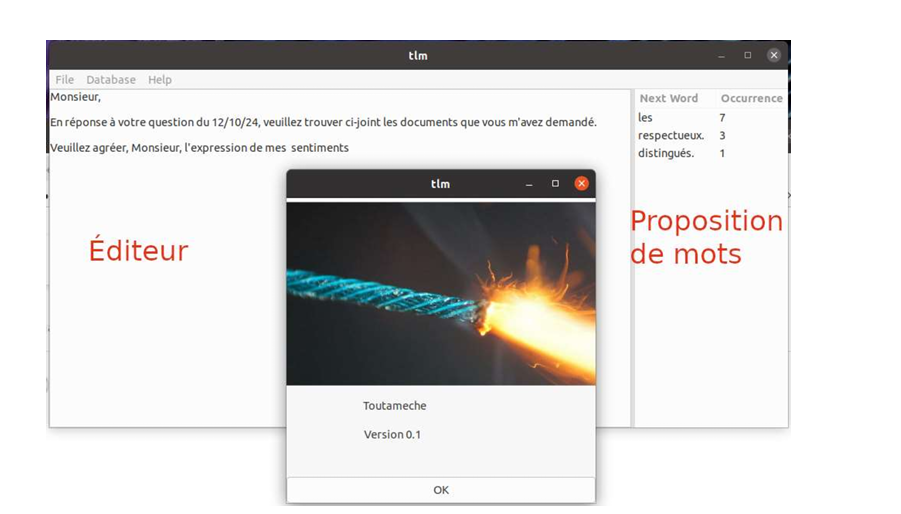 tlm
File Database Help
Monsieur,
En réponse à votre question du 12/10/24, veuillez trouver ci-joint les documents que vous m'avez demandé.
Veuillez agréer, Monsieur, l'expression de mes sentiments
Next Word Occurrence
les 7
respectueux. 3
distingués. 1
Éditeur
Proposition
de mots
tlm
Toutameche
Version 0.1
OK